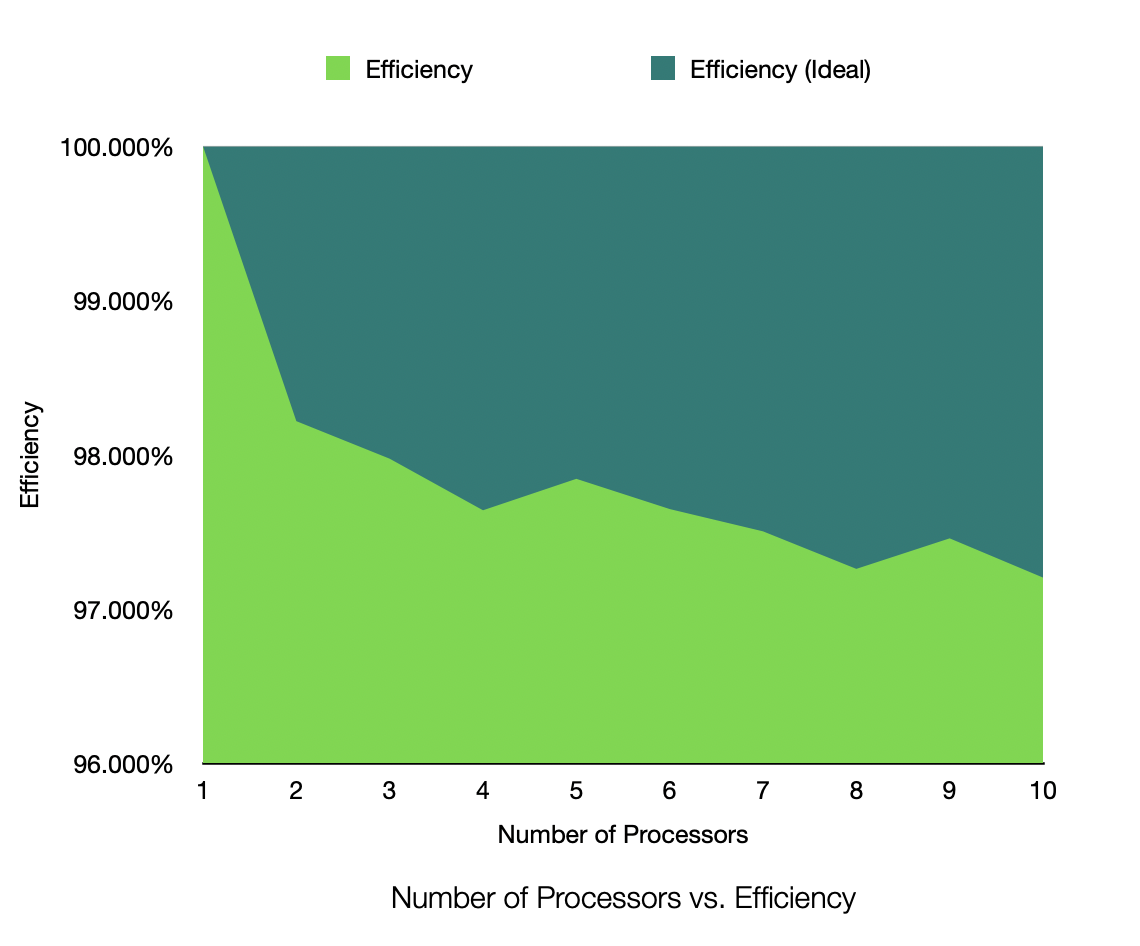 Efficiency
Efficiency (Ideal)
100.000%
99.000%
98.000%
97.000%
96.000%
Efficiency
1 2 3 4 5 6 7 8 9 10
Number of Processors
Number of Processors vs. Efficiency